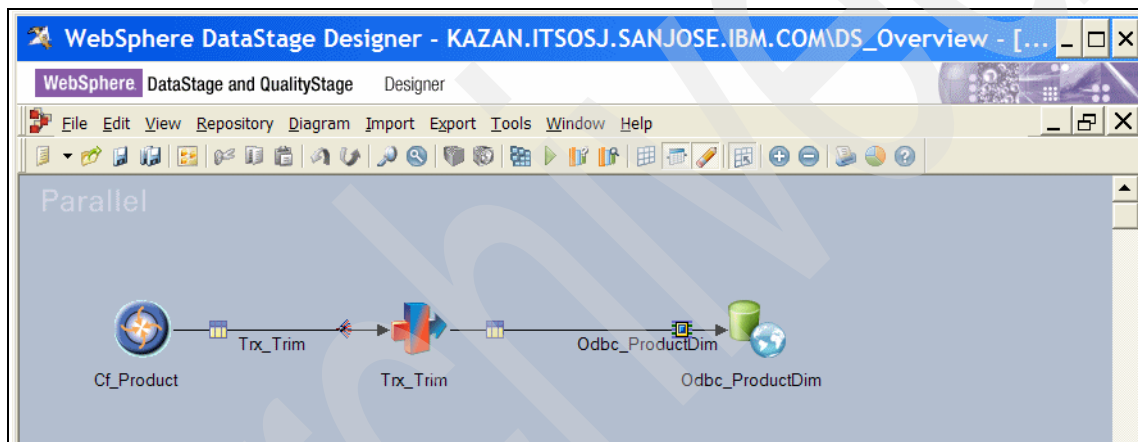 WebSphere DataStage Designer - KAZAN.ITSOSJ.SANJOSE.IBM.COM\DS_Overview - [...
WebSphere. DataStage and QualityStage Designer
File Edit View Repository Diagram Import Export Tools Window Help
Parallel
Trx_Trim Odbc_ProductDim
Cf_Product Trx_Trim Odbc_ProductDim